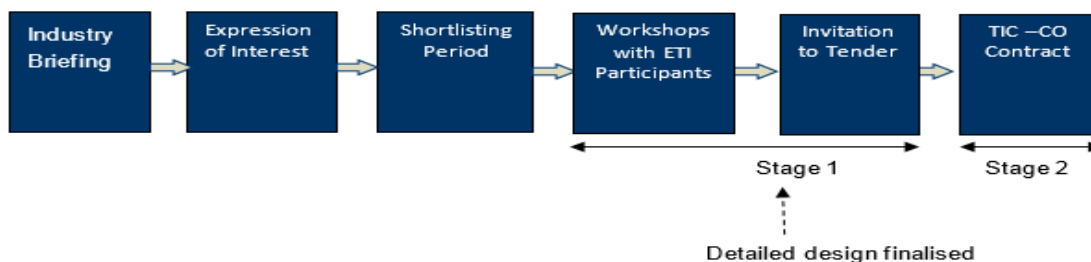 Industry
Briefing
Expression
of Interest
Shortlisting
Period
Workshops
with ETI
Participants
Invitation
to Tender
TIC –CO
Contract
Stage 1
Stage 2
Detailed design finalised